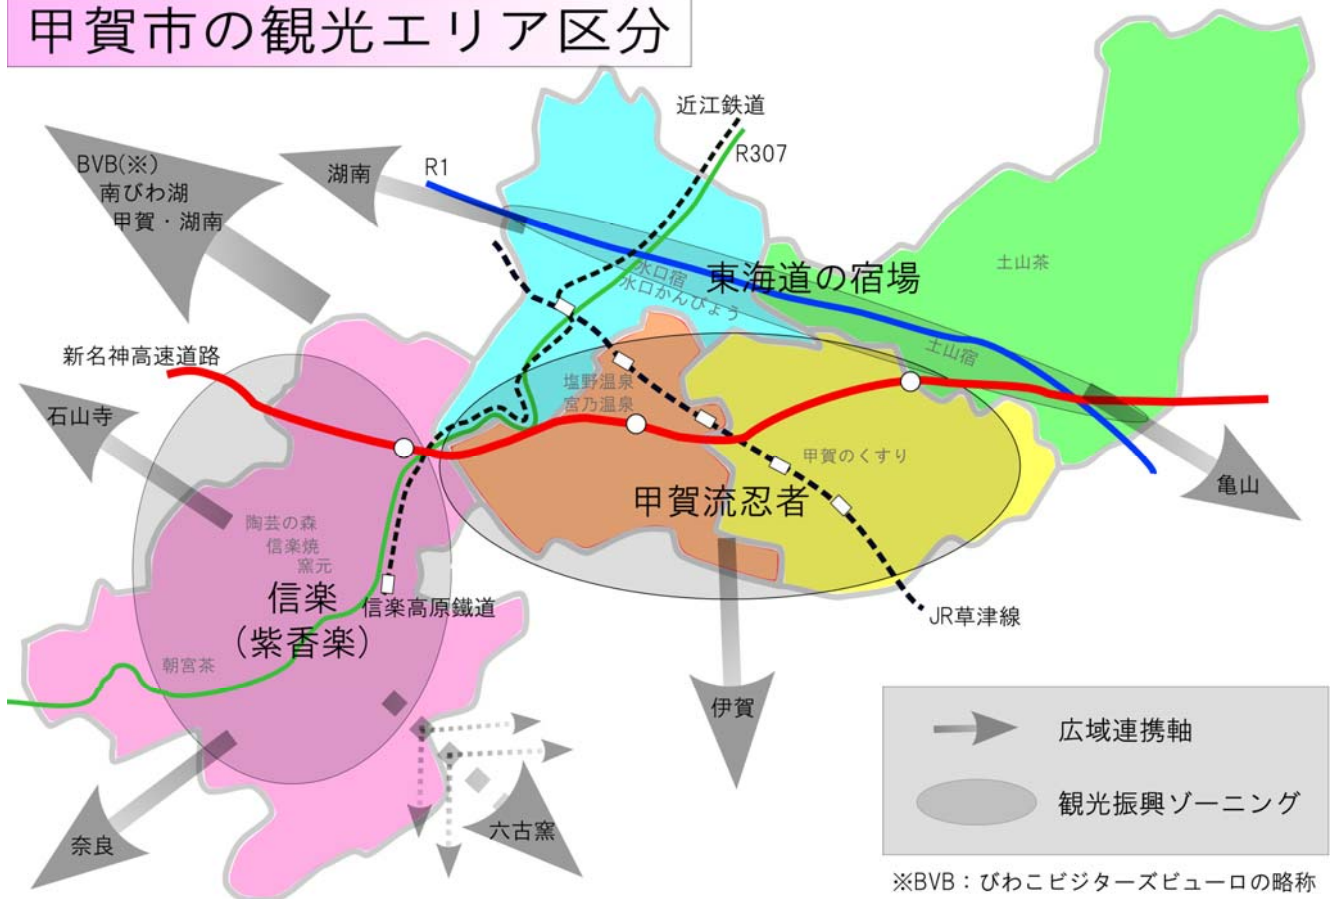 甲賀市の観光エリア区分
近江鉄道
R307
BVB(※)
南びわ湖
甲賀・湖南
湖南
R1
水口宿
水口かんぴょう
東海道の宿場
土山茶
土山宿
新名神高速道路
石山寺
塩野温泉
宮乃温泉
甲賀のくすり
甲賀流忍者
亀山
陶芸の森
信楽焼
窯元
信楽
(紫香楽)
信楽高原鐵道
JR草津線
朝宮茶
伊賀
奈良
六古窯
広域連携軸
観光振興ゾーニング
※BVB：びわこビジターズビューロの略称